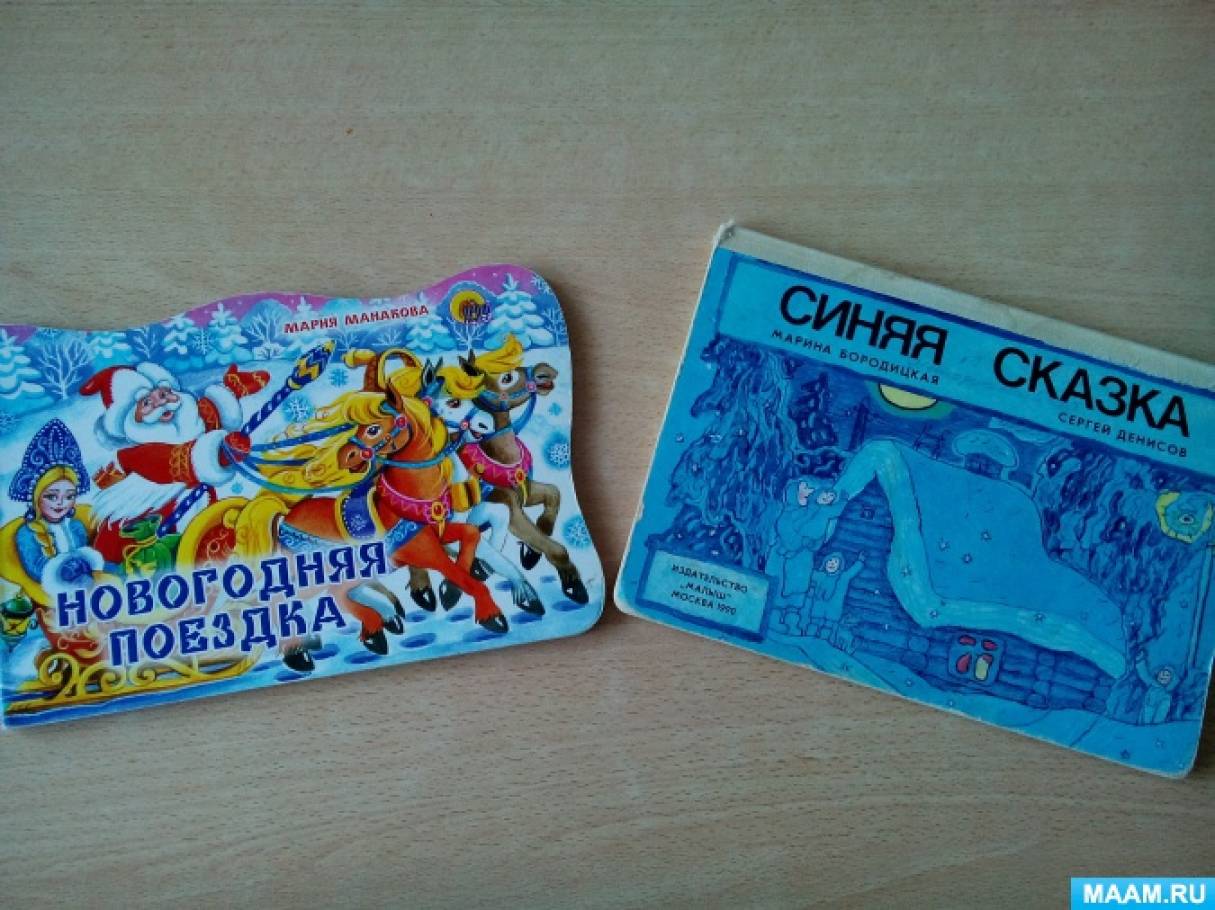 МАРИЯ МАНАКОВА
НОВОГОДНЯЯ
ПОЕЗДКА
СИНЯЯ СКАЗКА
МАРИНА БОРОДИЦКАЯ
СЕРГЕЙ ДЕНИСОВ
ИЗДАТЕЛЬСТВО
„МАЛЫШ“
МОСКВА 1990
MAAM.RU